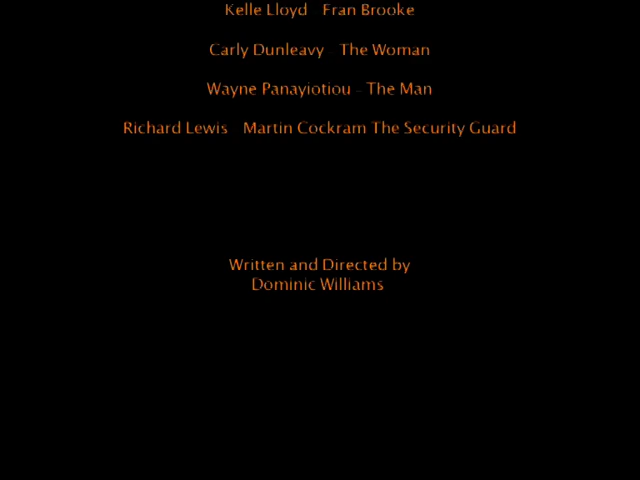 Kelle Lloyd Fran Brooke
Carly Dunleavy The Woman
Wayne Panayiotiou - The Man
Richard Lewis Martin Cockram The Security Guard
Written and Directed by
Dominic Williams